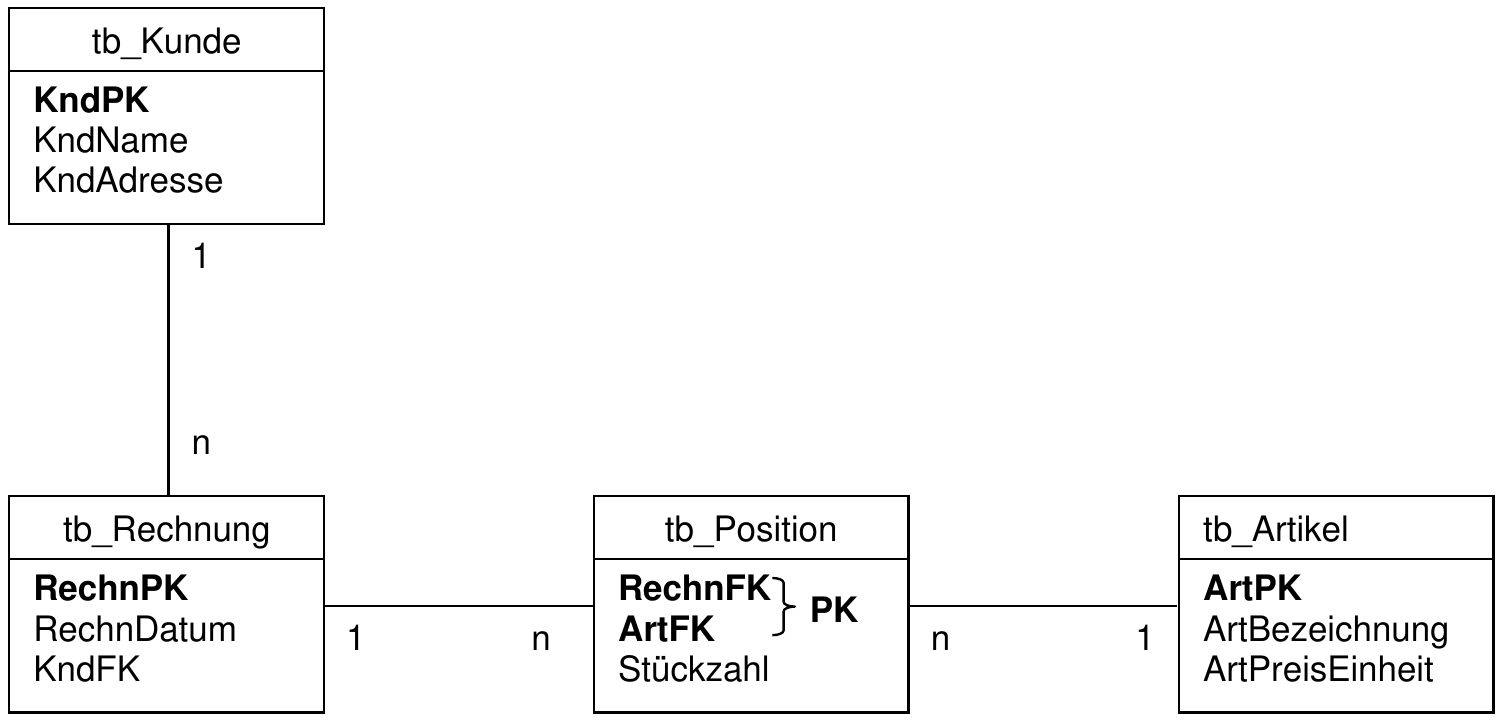 tb_Kunde
KndPK
KndName
KndAdresse
1
n
tb_Rechnung
RechnPK
RechnDatum
KndFK
1
n
tb_Position
RechnFK
ArtFK
PK
Stückzahl
n
1
tb_Artikel
ArtPK
ArtBezeichnung
ArtPreisEinheit